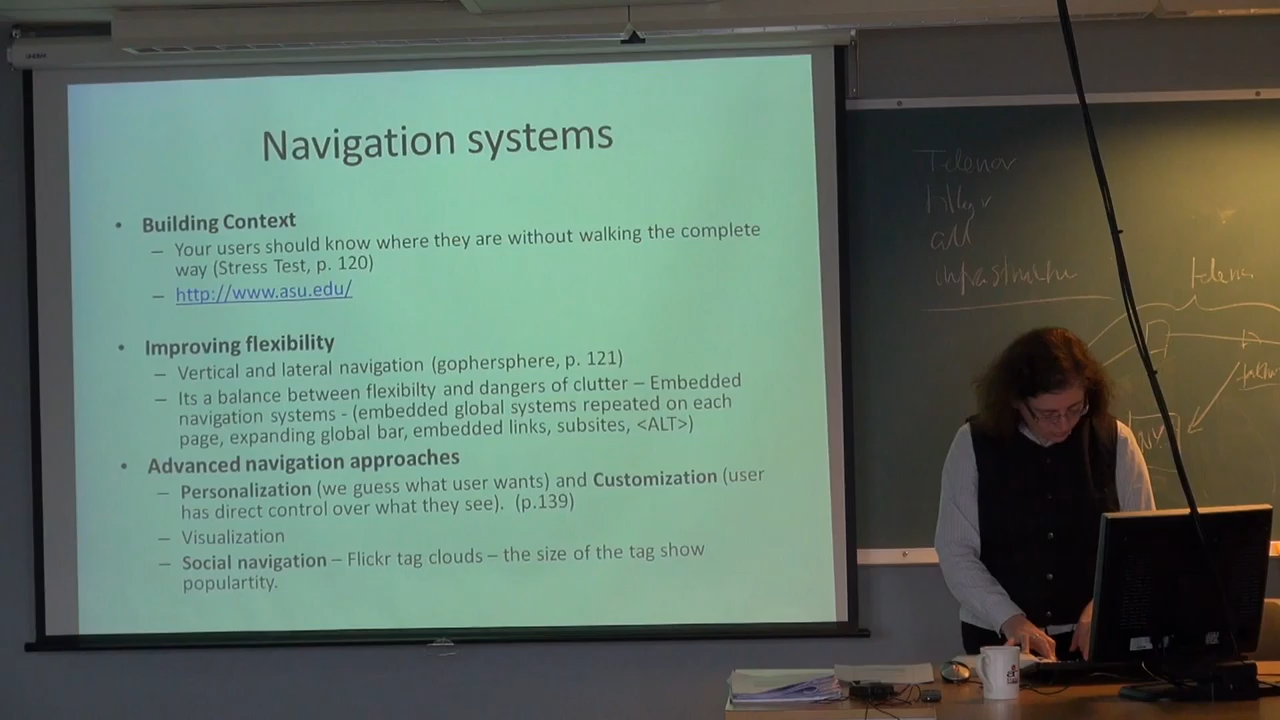 Navigation systems
• Building Context
– Your users should know where they are without walking the complete
way (Stress Test, p. 120)
– http://www.asu.edu/
• Improving flexibility
– Vertical and lateral navigation (gophersphere, p. 121)
– Its a balance between flexibilty and dangers of clutter – Embedded
navigation systems - (embedded global systems repeated on each
page, expanding global bar, embedded links, subsites, <ALT>)
• Advanced navigation approaches
– Personalization (we guess what user wants) and Customization (user
has direct control over what they see). (p.139)
– Visualization
– Social navigation – Flickr tag clouds – the size of the tag show
populartity.
Telenor
all
telenor